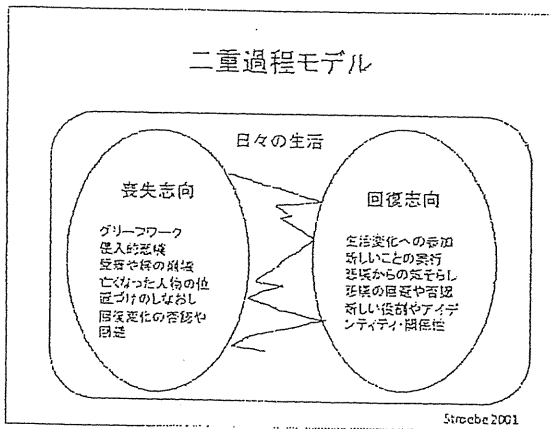 二重過程モデル
日々の生活
喪失志向
グリーフワーク
侵入的悲嘆
愛着や絆の崩壊
亡くなった人物の位
置づけのしなおし
回復変化の否認や
回避
回復志向
生活変化への参加
新しいことの実行
悲嘆からの気そらし
悲嘆の回避や否認
新しい役割やアイデ
ンティティ・関係性
Stroebe 2001